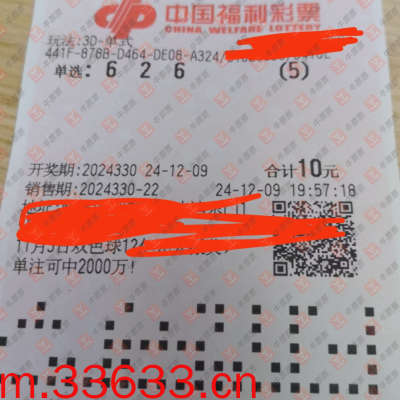 中国福利彩票
CHINA WELFARE LOTTERY
玩法:3D-单式
441F-876B-D464-DE08-A324/
单选: 6 2 6 (5)
开奖期:2024330 24-12-09 合计10元
销售期:2024330-22 24-12-09 19:57:18
11月5日双色球12
单注可中2000万!
m.33633.cn